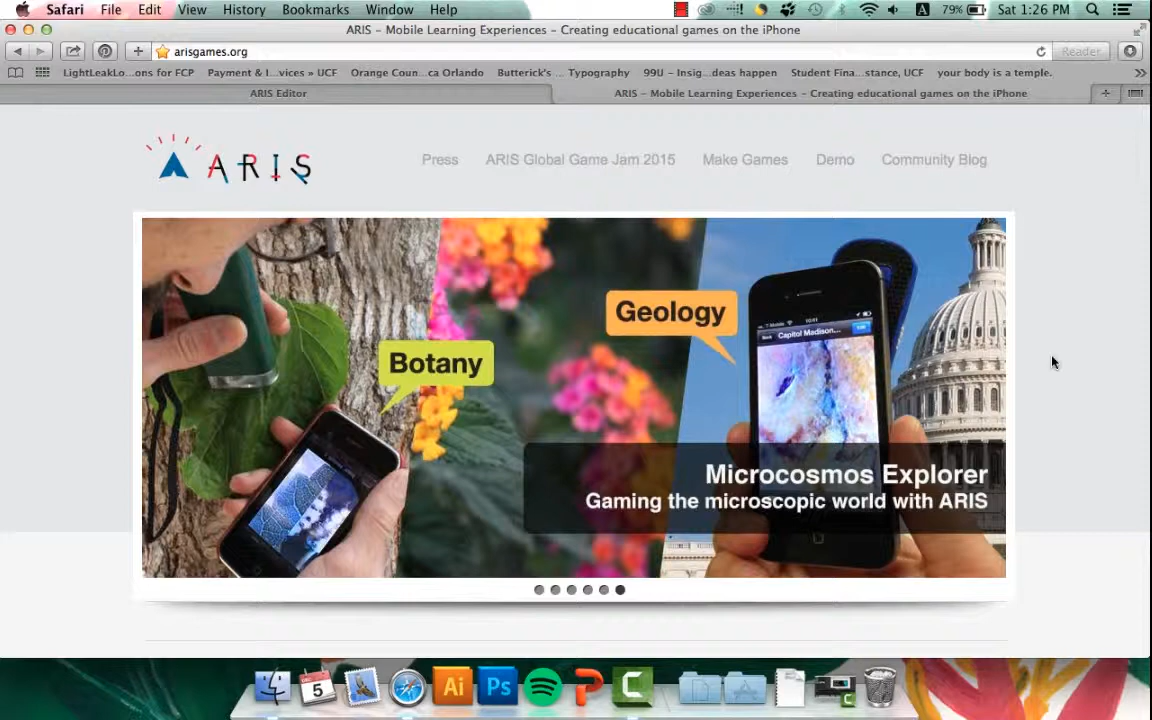 Safari File Edit View History Bookmarks Window Help 79% Sat 1:26 PM
ARIS – Mobile Learning Experiences – Creating educational games on the iPhone
arisgames.org Reader
LightLeakLo...ons for FCP Payment & I...vices » UCF Orange Coun...ca Orlando Butterick's ... Typography 99U – Insig...deas happen Student Fina...stance, UCF your body is a temple.
ARIS Editor ARIS – Mobile Learning Experiences – Creating educational games on the iPhone
ARIS Press ARIS Global Game Jam 2015 Make Games Demo Community Blog
Geology
Capitol Madison...
Botany
Microcosmos Explorer
Gaming the microscopic world with ARIS
5 Ai Ps P C